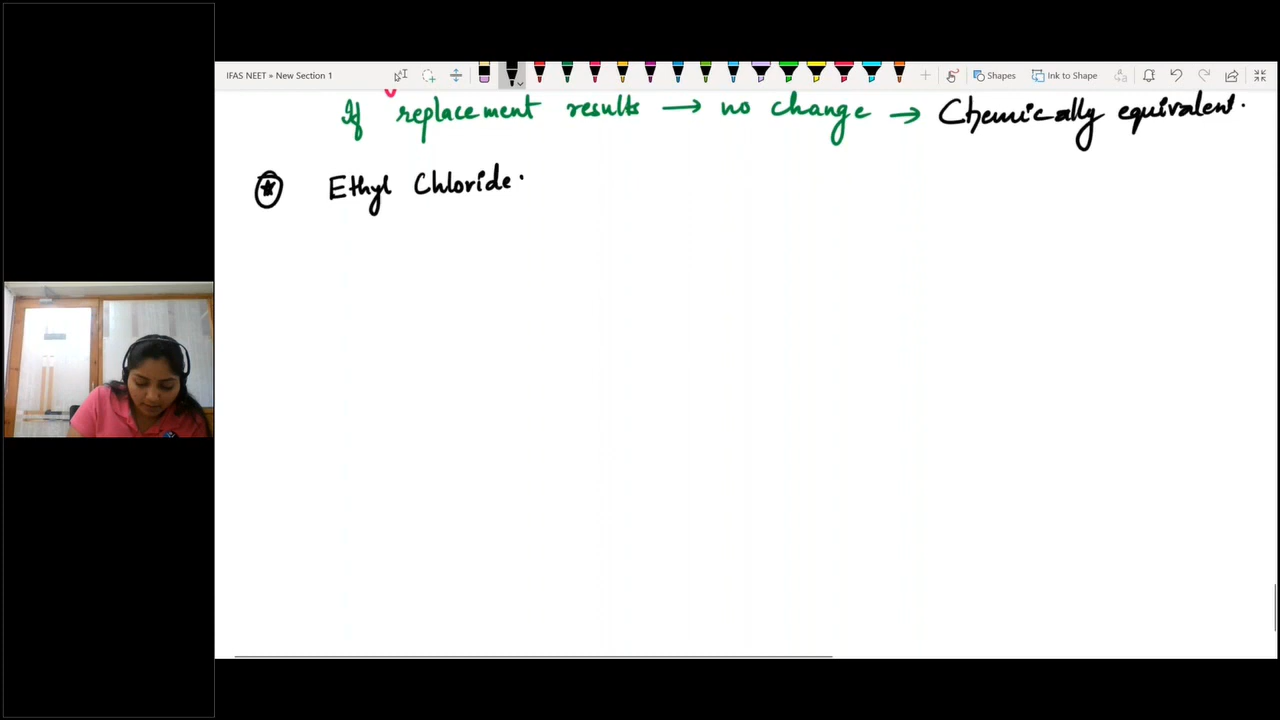 IFAS NEET » New Section 1
Shapes
Ink to Shape
If replacement results → no change → Chemically equivalent.
* Ethyl Chloride.